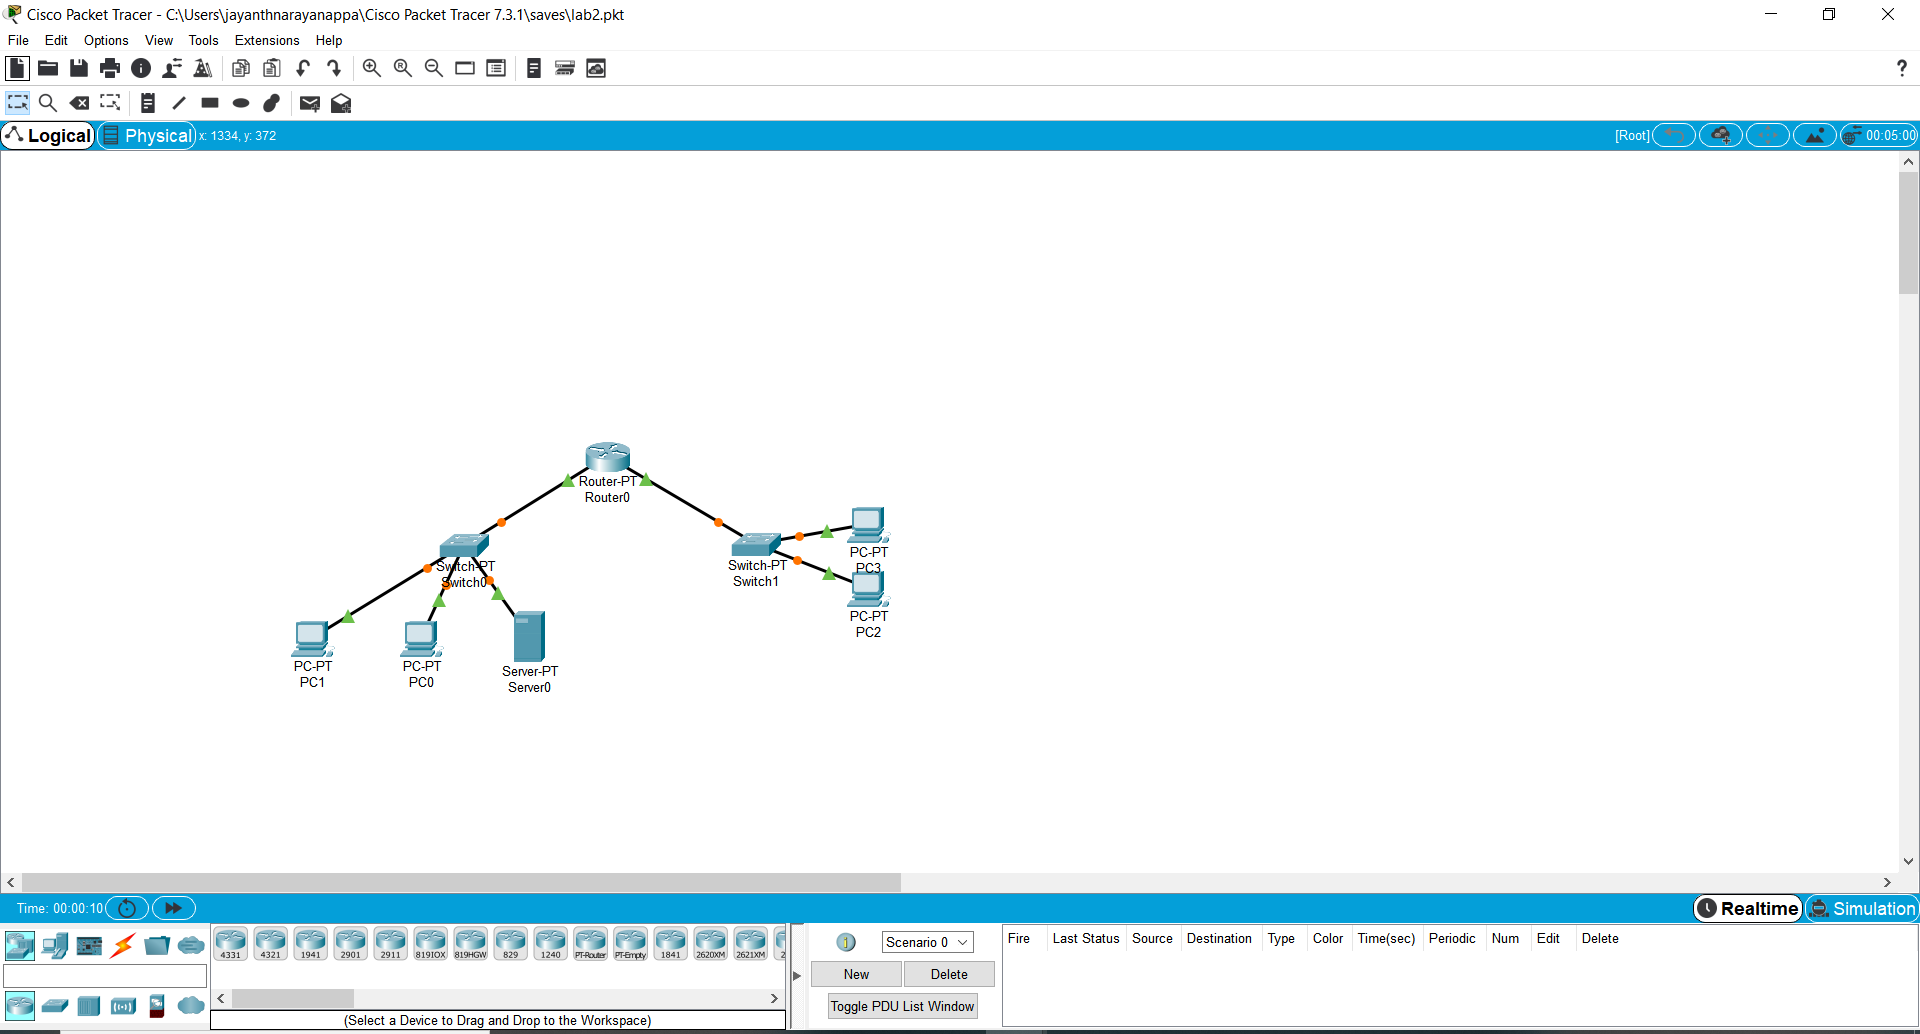 Cisco Packet Tracer - C:\Users\jayanthnarayanappa\Cisco Packet Tracer 7.3.1\saves\lab2.pkt
File Edit Options View Tools Extensions Help
?
Logical Physical x: 1334, y: 372 [Root] 00:05:00
Router-PT
Router0
Switch-PT
Switch0
Switch-PT
Switch1
PC-PT
PC3
PC-PT
PC2
PC-PT
PC1
PC-PT
PC0
Server-PT
Server0
Time: 00:00:10 Realtime Simulation
4331 4321 1941 2901 2911 819IOX 819HGW 829 1240 PT-Router PT-Empty 1841 2620XM 2621XM 2
(Select a Device to Drag and Drop to the Workspace)
Scenario 0
New Delete
Toggle PDU List Window
Fire Last Status Source Destination Type Color Time(sec) Periodic Num Edit Delete